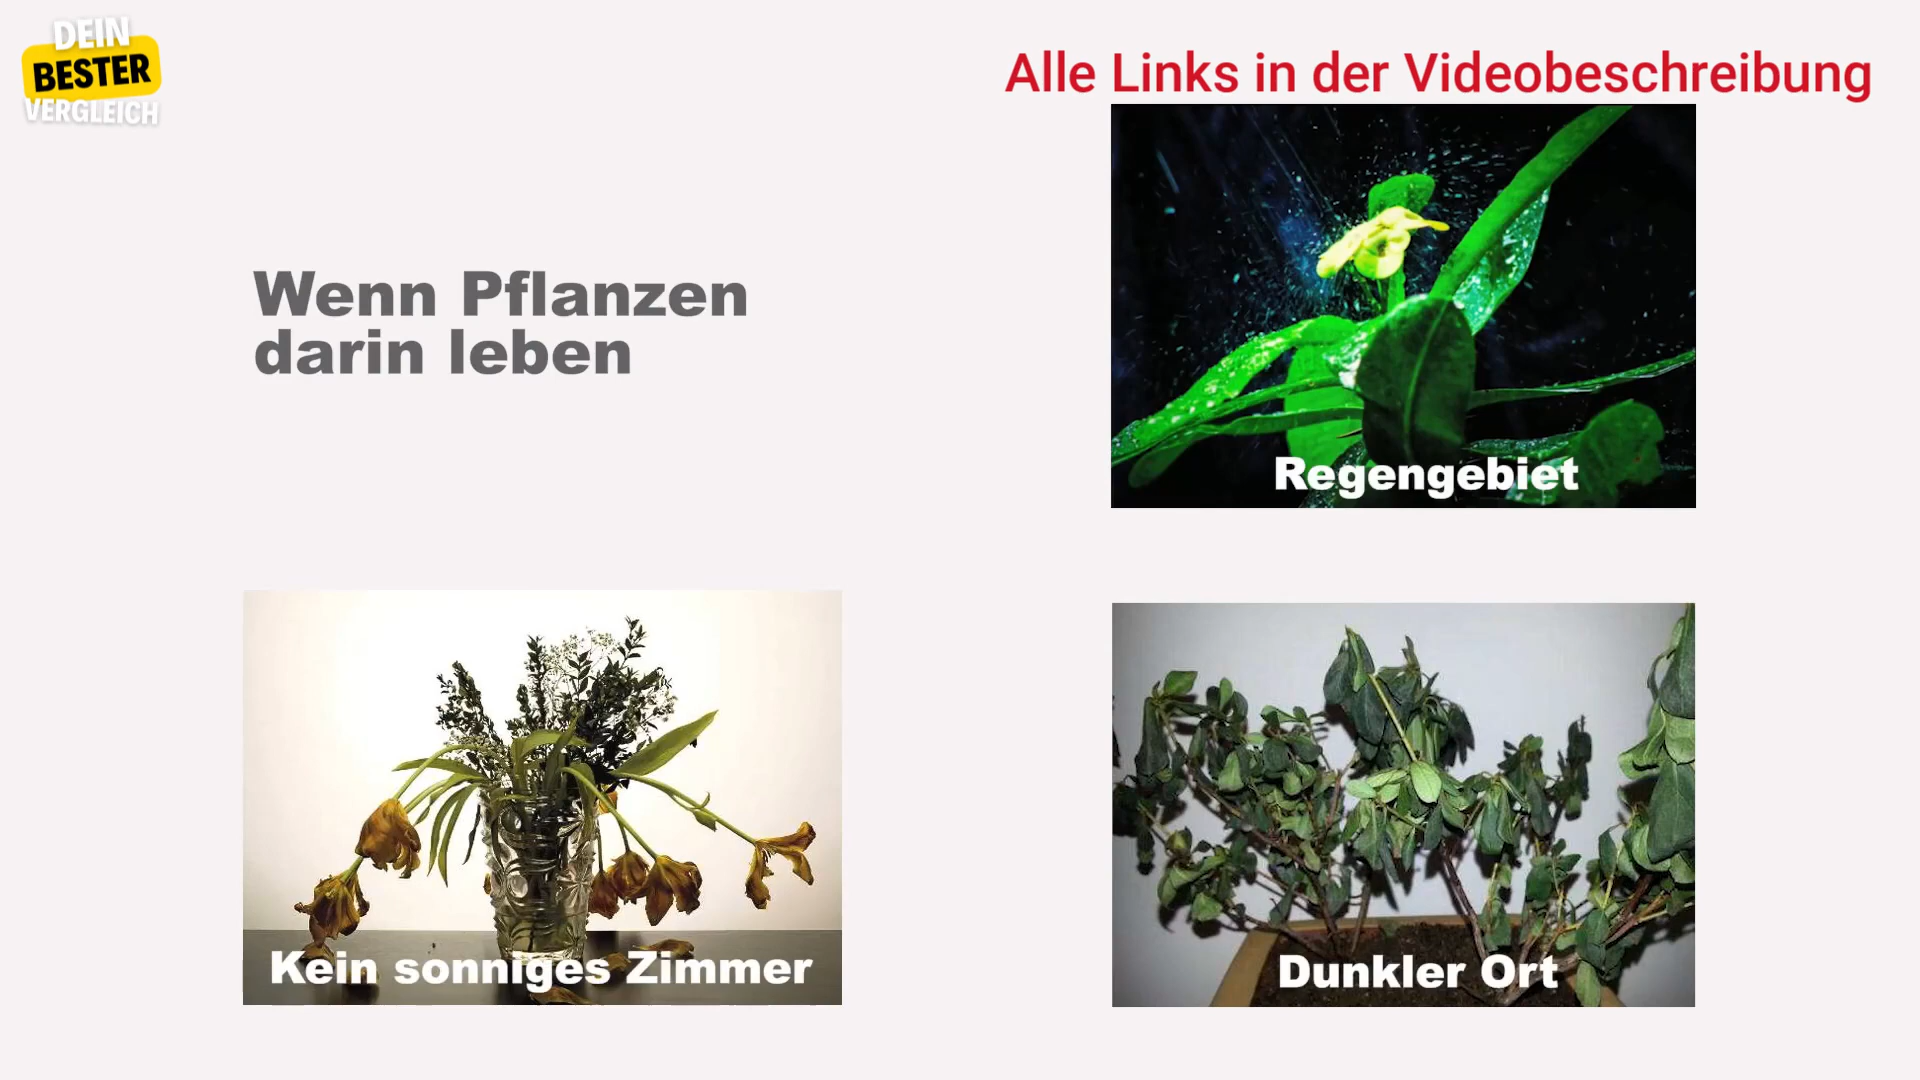 DEIN
BESTER
VERGLEICH
Alle Links in der Videobeschreibung
Wenn Pflanzen
darin leben
Regengebiet
Kein sonniges Zimmer
Dunkler Ort